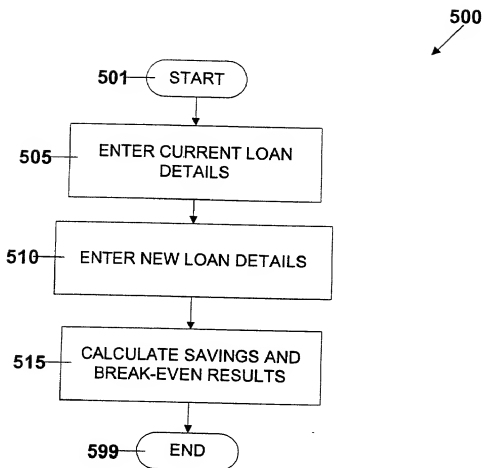 500
501
START
505
ENTER CURRENT LOAN
DETAILS
510
ENTER NEW LOAN DETAILS
515
CALCULATE SAVINGS AND
BREAK-EVEN RESULTS
599
END